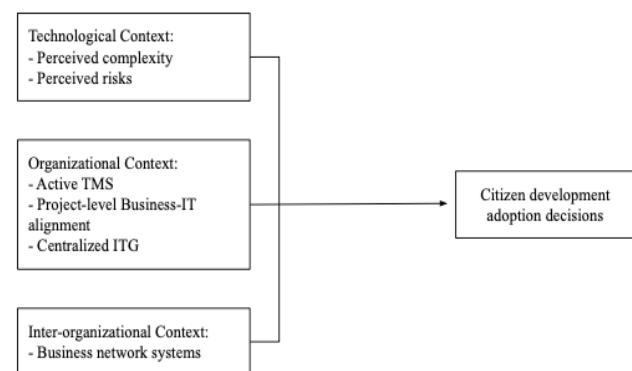 Technological Context:
- Perceived complexity
- Perceived risks
Organizational Context:
- Active TMS
- Project-level Business-IT
alignment
- Centralized ITG
Citizen development
adoption decisions
Inter-organizational Context:
- Business network systems